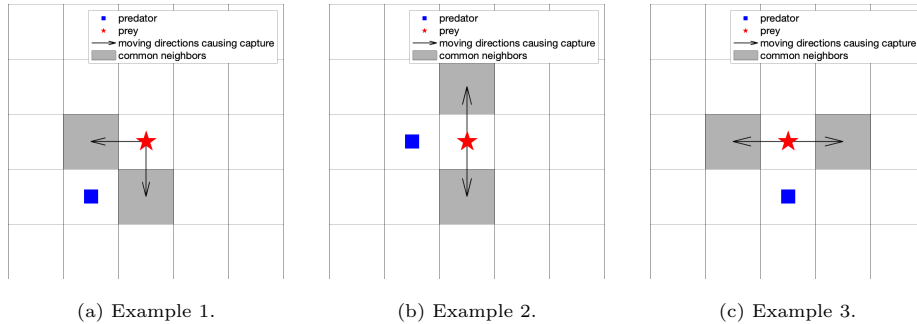 predator
prey
moving directions causing capture
common neighbors
predator
prey
moving directions causing capture
common neighbors
predator
prey
moving directions causing capture
common neighbors
(a) Example 1.
(b) Example 2.
(c) Example 3.